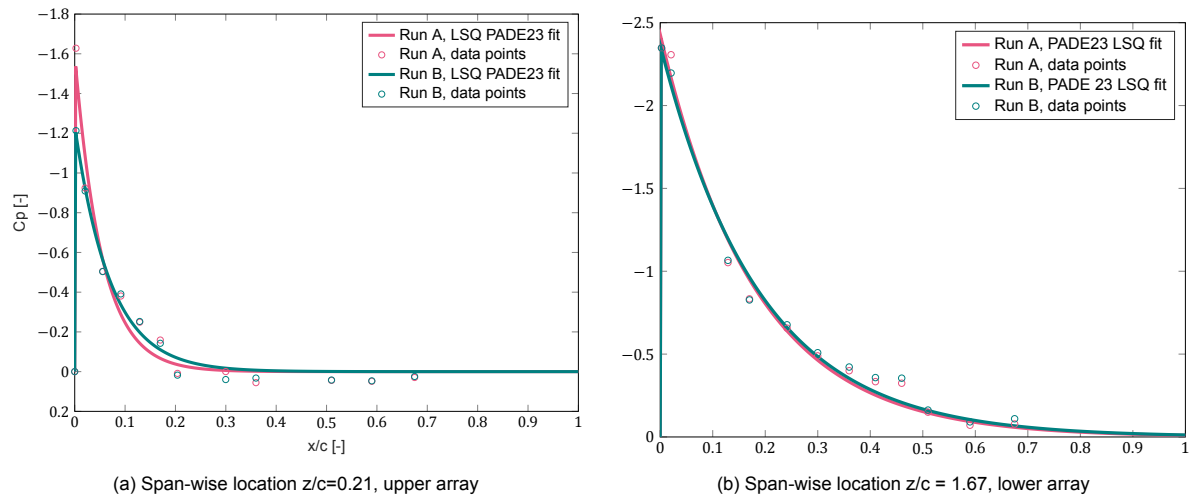 Run A, LSQ PADE23 fit
Run A, data points
Run B, LSQ PADE23 fit
Run B, data points
−1.8
−1.6
−1.4
−1.2
−1
−0.8
−0.6
−0.4
−0.2
0
0.2
Cp [-]
0 0.1 0.2 0.3 0.4 0.5 0.6 0.7 0.8 0.9 1
x/c [-]
(a) Span-wise location z/c=0.21, upper array
Run A, PADE23 LSQ fit
Run A, data points
Run B, PADE 23 LSQ fit
Run B, data points
−2.5
−2
−1.5
−1
−0.5
0
0 0.1 0.2 0.3 0.4 0.5 0.6 0.7 0.8 0.9 1
(b) Span-wise location z/c = 1.67, lower array